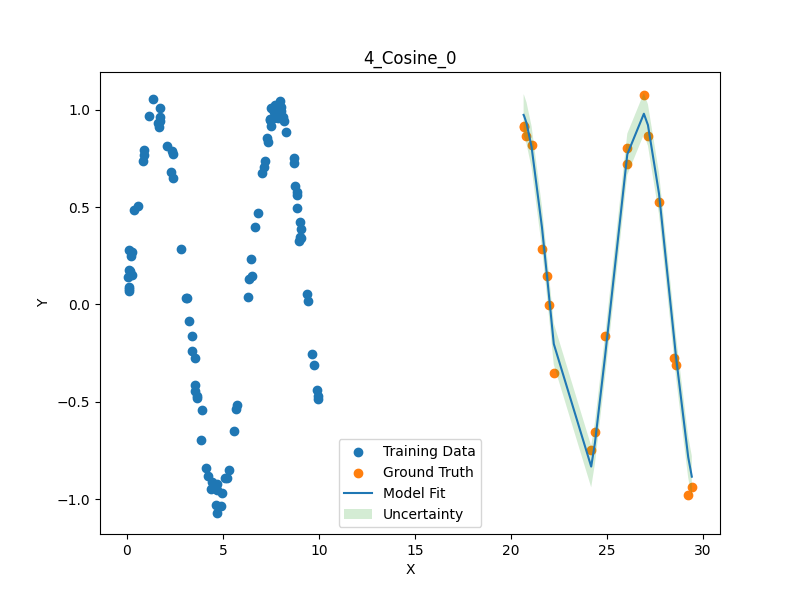 4_Cosine_0
1.0
0.5
0.0
−0.5
−1.0
Y
Training Data
Ground Truth
Model Fit
Uncertainty
0 5 10 15 20 25 30
X